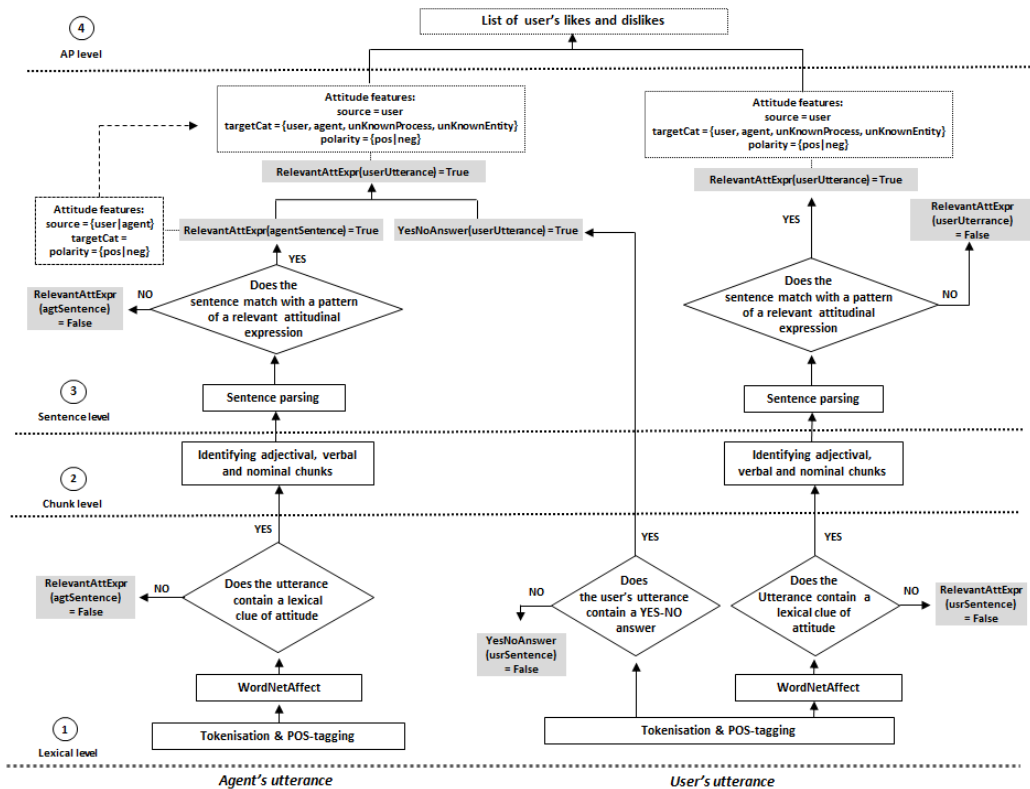 4
AP level
List of user's likes and dislikes
Attitude features:
source = user
targetCat = {user, agent, unKnownProcess, unKnownEntity}
polarity = {pos|neg}
Attitude features:
source = user
targetCat = {user, agent, unKnownProcess, unKnownEntity}
polarity = {pos|neg}
RelevantAttExpr(userUtterance) = True
RelevantAttExpr(userUtterance) = True
Attitude features:
source = {user|agent}
targetCat =
polarity = {pos|neg}
RelevantAttExpr(agentSentence) = True
YesNoAnswer(userUtterance) = True
RelevantAttExpr
(userUterrance)
= False
YES
YES
RelevantAttExpr
(agtSentence)
= False
NO
Does the
sentence match with a pattern
of a relevant attitudinal
expression
Does the
sentence match with a pattern
of a relevant attitudinal
expression
NO
3
Sentence level
Sentence parsing
Sentence parsing
2
Chunk level
Identifying adjectival, verbal
and nominal chunks
Identifying adjectival,
verbal and nominal chunks
YES
YES
YES
RelevantAttExpr
(agtSentence)
= False
NO
Does the utterance
contain a lexical
clue of attitude
NO
YesNoAnswer
(usrSentence)
= False
Does
the user's utterance
contain a YES-NO
answer
Does the
Utterance contain a
lexical clue of
attitude
NO
RelevantAttExpr
(usrSentence)
= False
WordNetAffect
WordNetAffect
1
Lexical level
Tokenisation & POS-tagging
Tokenisation & POS-tagging
Agent's utterance
User's utterance